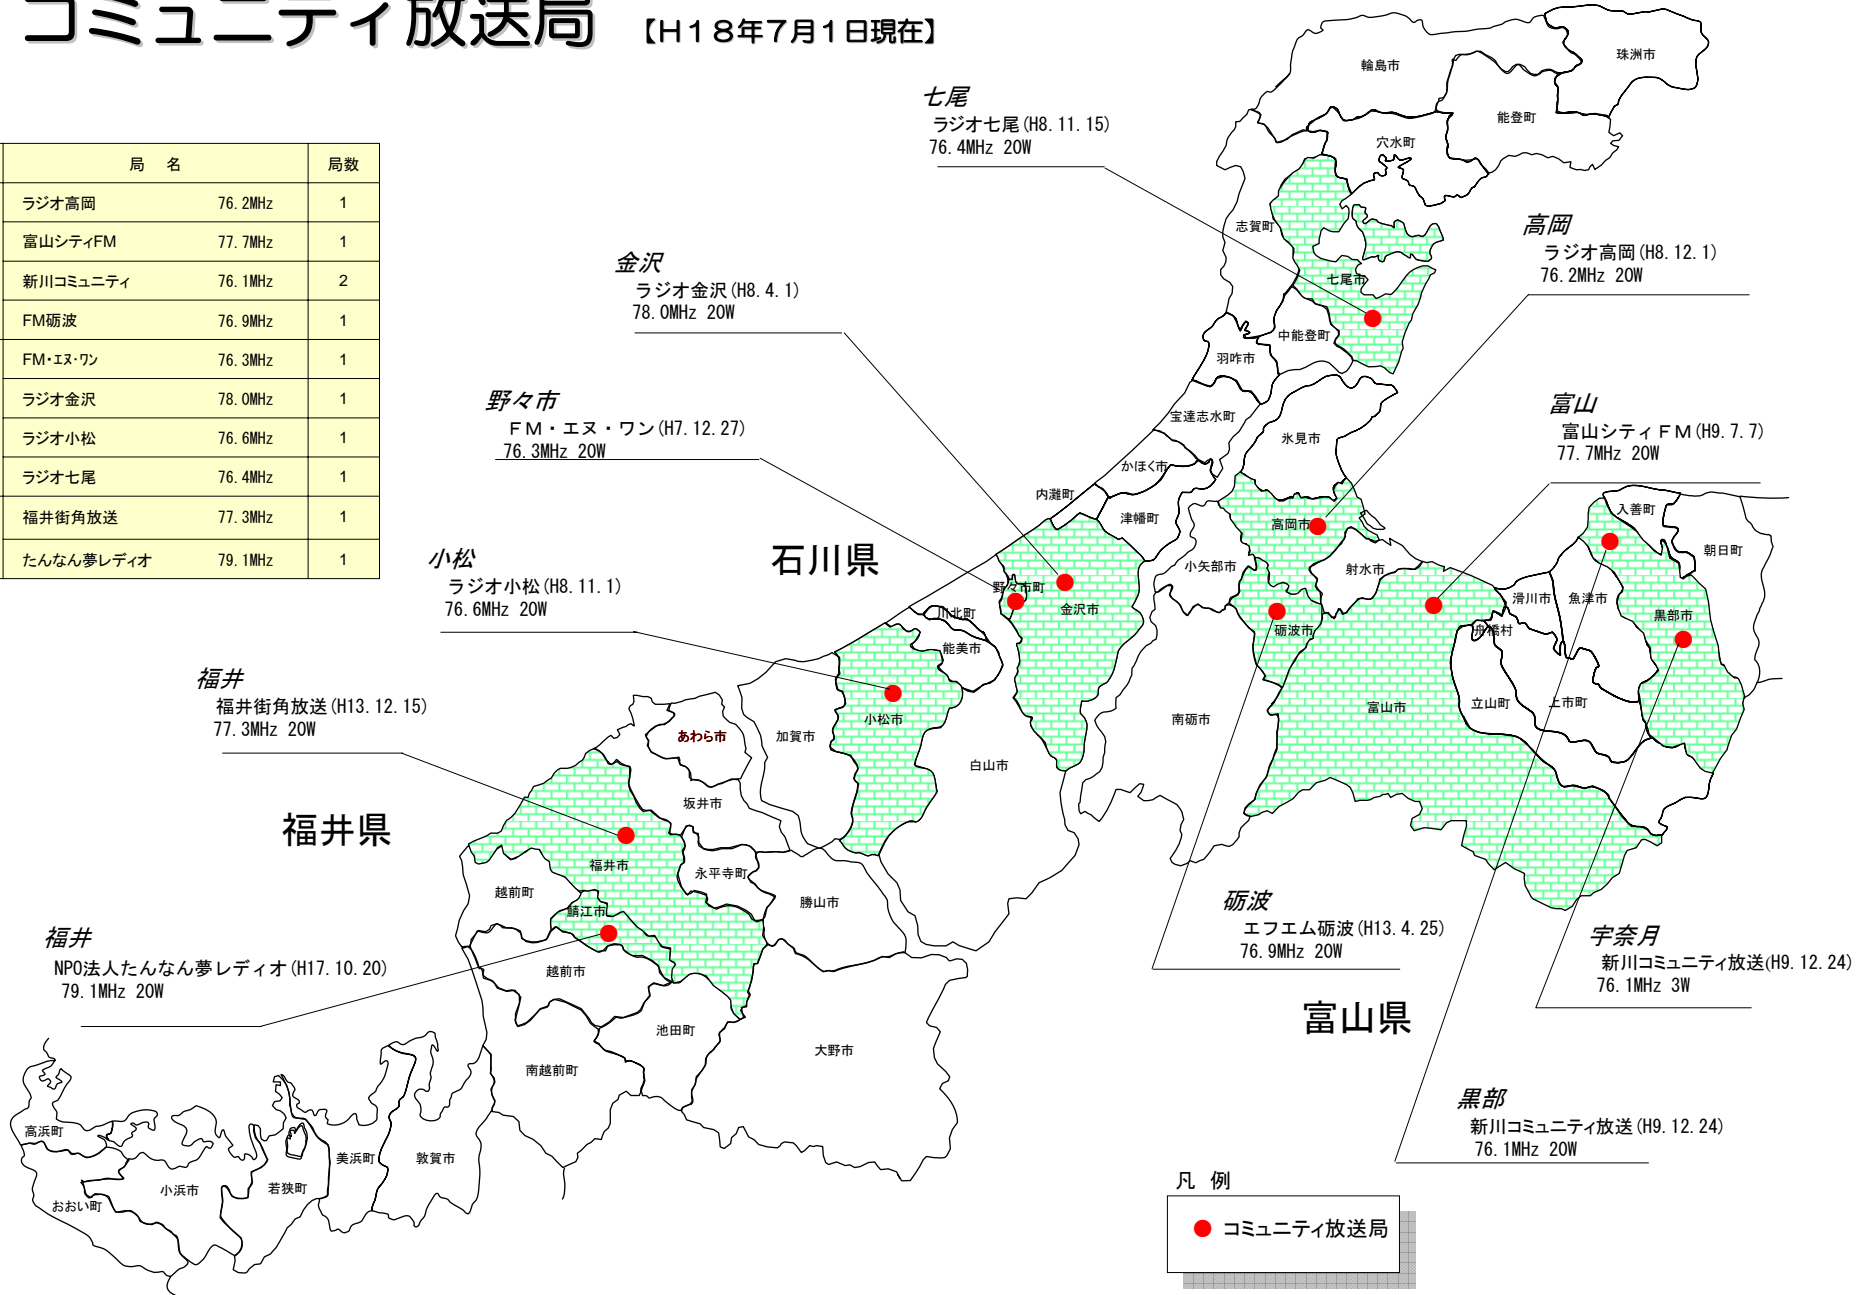 コミュニティ放送局 【H18年7月1日現在】
局 名 局数
ラジオ高岡 76.2MHz 1
富山シティFM 77.7MHz 1
新川コミュニティ 76.1MHz 2
FM砺波 76.9MHz 1
FM・エヌ・ワン 76.3MHz 1
ラジオ金沢 78.0MHz 1
ラジオ小松 76.6MHz 1
ラジオ七尾 76.4MHz 1
福井街角放送 77.3MHz 1
たんなん夢レディオ 79.1MHz 1
七尾
ラジオ七尾(H8.11.15)
76.4MHz 20W
金沢
ラジオ金沢(H8.4.1)
78.0MHz 20W
野々市
FM・エヌ・ワン(H7.12.27)
76.3MHz 20W
小松
ラジオ小松(H8.11.1)
76.6MHz 20W
福井
福井街角放送(H13.12.15)
77.3MHz 20W
福井
NPO法人たんなん夢レディオ(H17.10.20)
79.1MHz 20W
高岡
ラジオ高岡(H8.12.1)
76.2MHz 20W
富山
富山シティFM(H9.7.7)
77.7MHz 20W
砺波
エフエム砺波(H13.4.25)
76.9MHz 20W
宇奈月
新川コミュニティ放送(H9.12.24)
76.1MHz 3W
黒部
新川コミュニティ放送(H9.12.24)
76.1MHz 20W
石川県
福井県
富山県
珠洲市
輪島市
能登町
穴水町
志賀町
七尾市
中能登町
羽咋市
宝達志水町
かほく市
内灘町
津幡町
野々市町
金沢市
川北町
能美市
小松市
加賀市
白山市
氷見市
高岡市
小矢部市
射水市
砺波市
南砺市
富山市
滑川市
舟橋村
魚津市
立山町
上市町
入善町
朝日町
黒部市
あわら市
坂井市
福井市
永平寺町
勝山市
越前町
鯖江市
越前市
池田町
大野市
南越前町
敦賀市
美浜町
若狭町
小浜市
おおい町
高浜町
凡 例
コミュニティ放送局